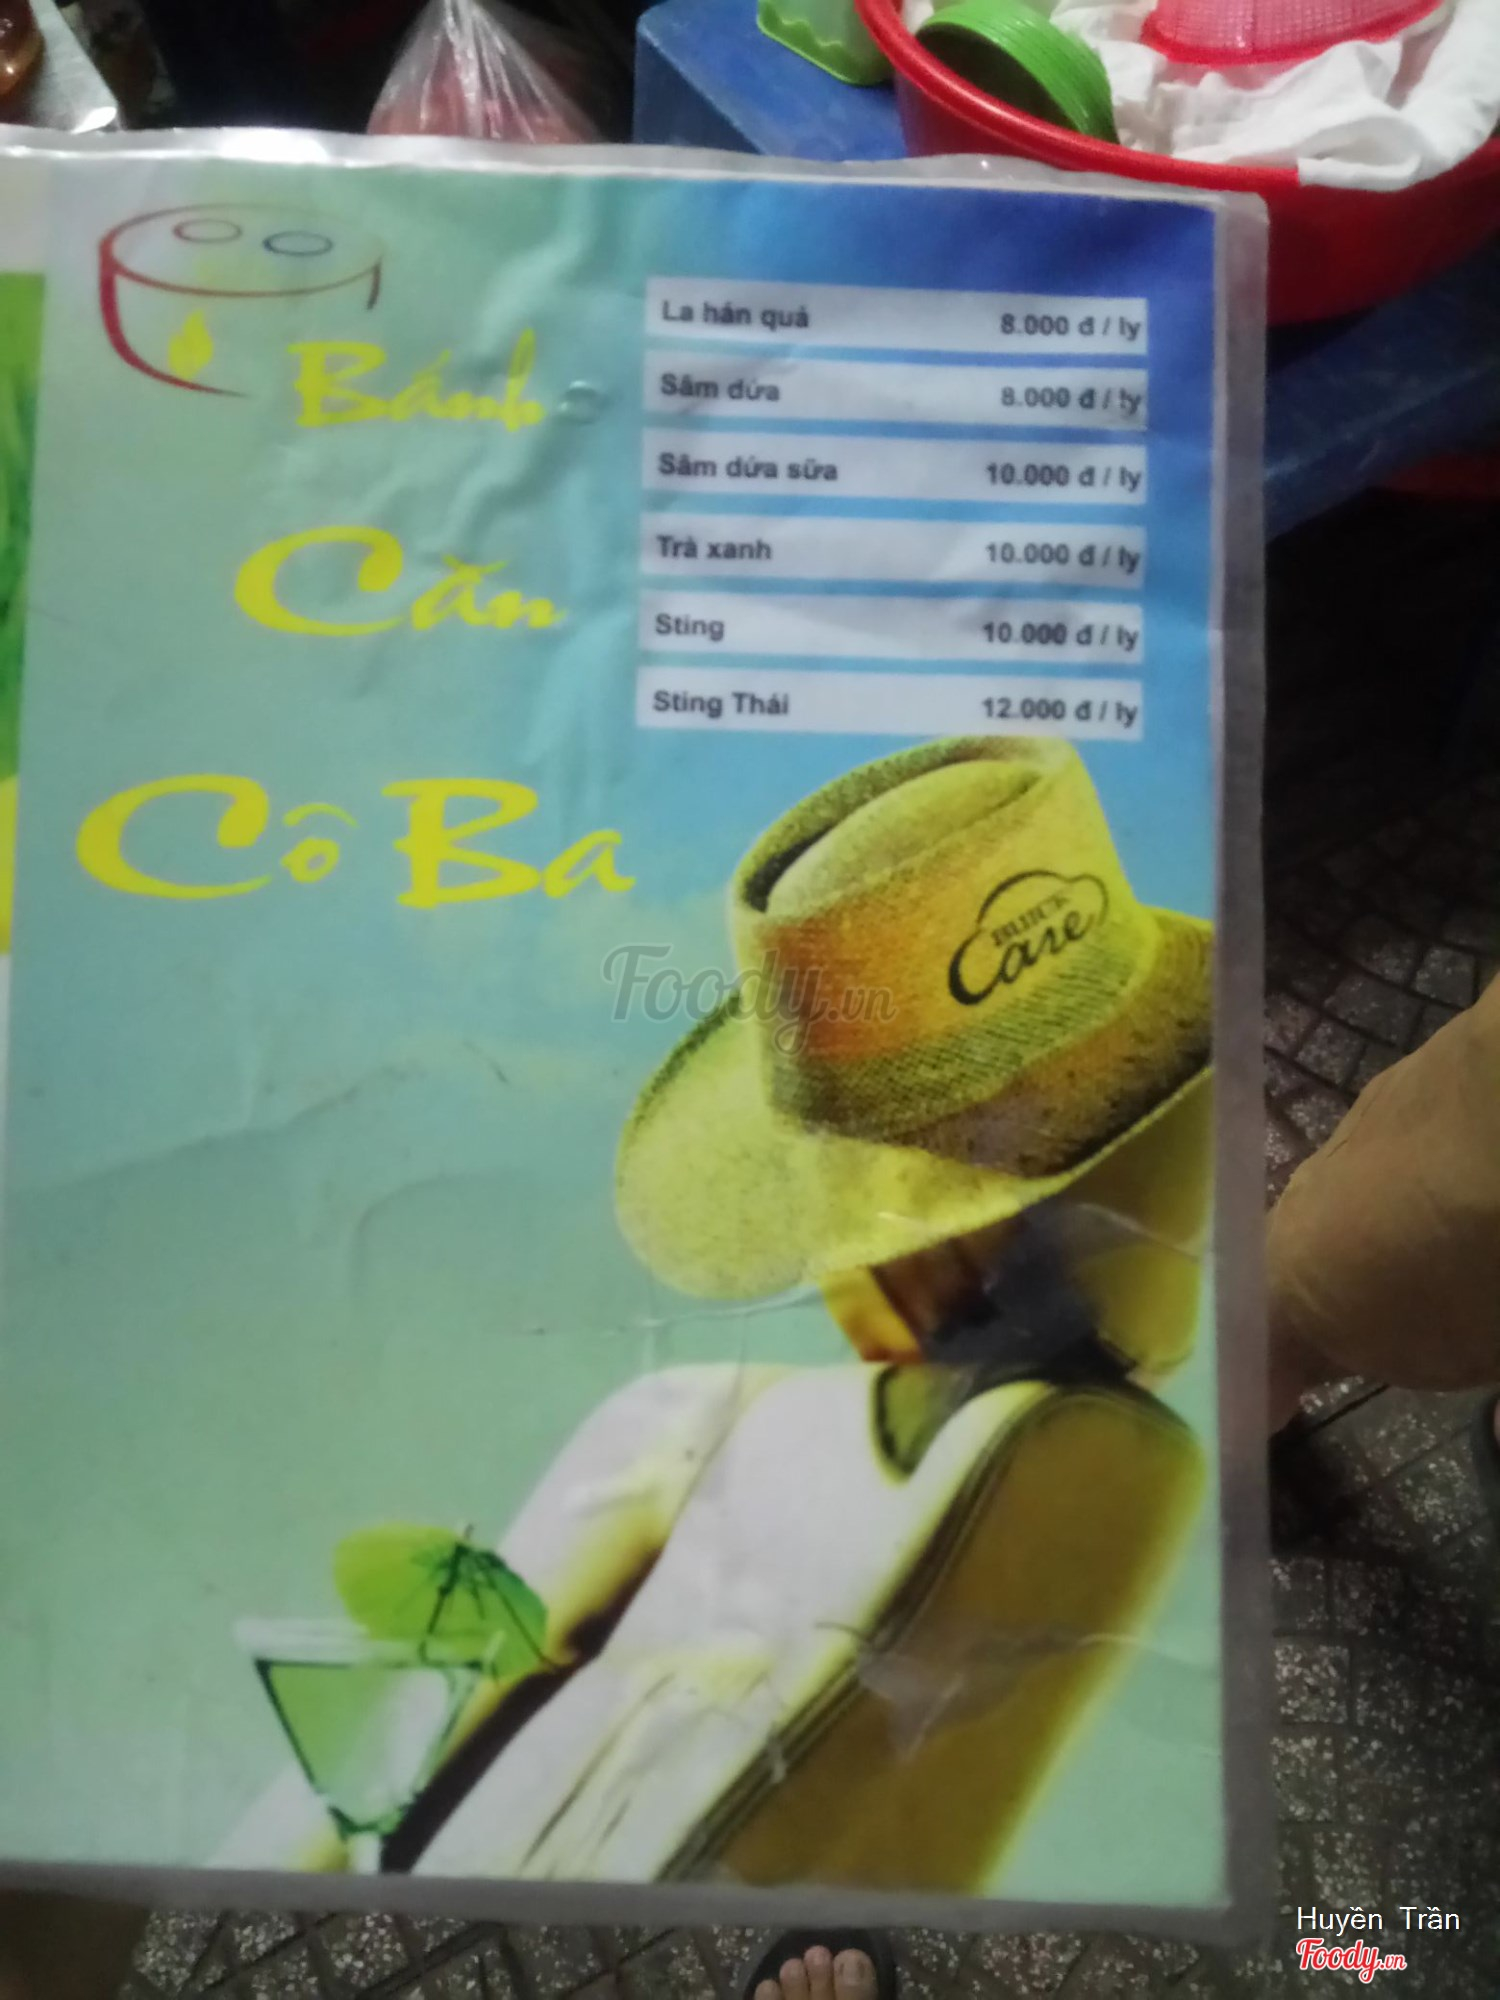 Bánh
Căn
Cô Ba
La hán quả 8.000 đ / ly
Sâm dứa 8.000 đ / ly
Sâm dứa sữa 10.000 đ / ly
Trà xanh 10.000 đ / ly
Sting 10.000 đ / ly
Sting Thái 12.000 đ / ly
BUICK
Care
Foody.vn
Huyền Trần
Foody.vn